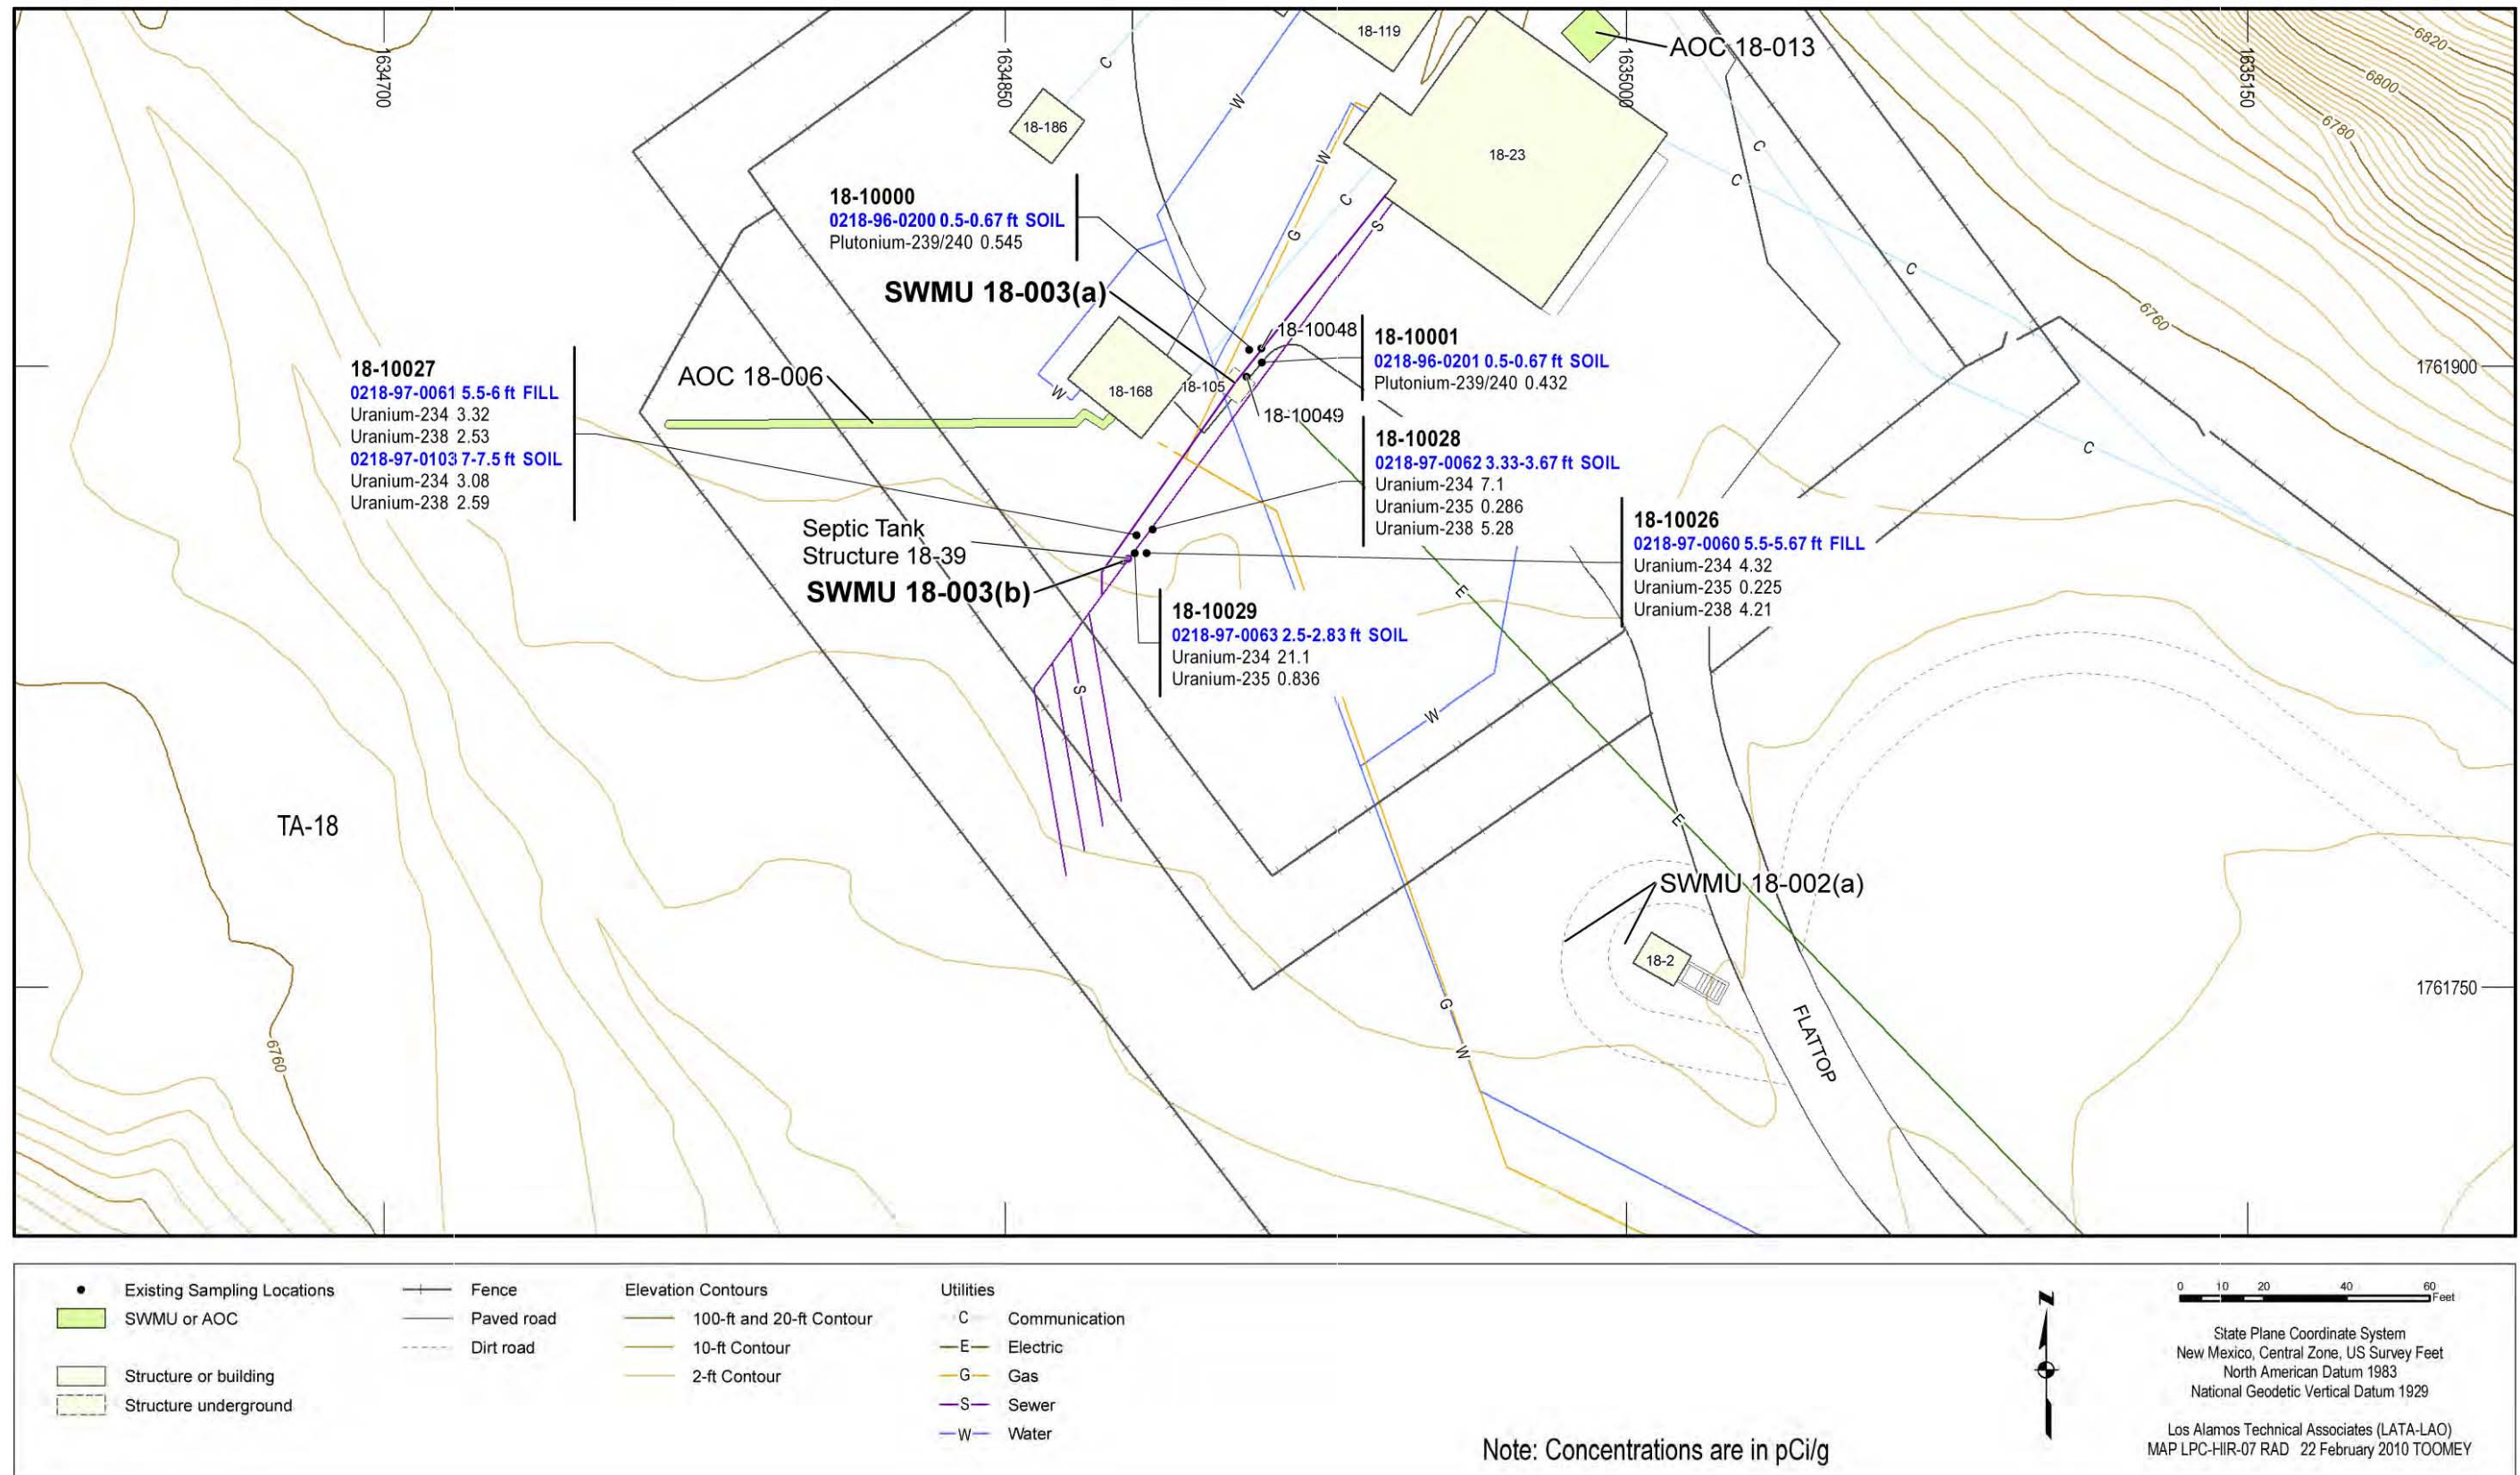 1634700
1634850
1635000
1635150
6820
6800
6780
6760
18-119
AOC 18-013
C
W
18-186
18-23
C
C
W
C
S
G
C
C
18-10000
0218-96-0200 0.5-0.67 ft SOIL
Plutonium-239/240 0.545
SWMU 18-003(a)
18-10048
18-10001
0218-96-0201 0.5-0.67 ft SOIL
Plutonium-239/240 0.432
1761900
18-10027
0218-97-0061 5.5-6 ft FILL
Uranium-234 3.32
Uranium-238 2.53
0218-97-0103 7-7.5 ft SOIL
Uranium-234 3.08
Uranium-238 2.59
AOC 18-006
W
18-168
18-105
18-10049
18-10028
0218-97-0062 3.33-3.67 ft SOIL
Uranium-234 7.1
Uranium-235 0.286
Uranium-238 5.28
18-10026
0218-97-0060 5.5-5.67 ft FILL
Uranium-234 4.32
Uranium-235 0.225
Uranium-238 4.21
Septic Tank
Structure 18-39
SWMU 18-003(b)
18-10029
0218-97-0063 2.5-2.83 ft SOIL
Uranium-234 21.1
Uranium-235 0.836
E
S
W
E
TA-18
SWMU 18-002(a)
18-2
1761750
G
W
FLATTOP
6760
Existing Sampling Locations
SWMU or AOC
Structure or building
Structure underground
Fence
Paved road
Dirt road
Elevation Contours
100-ft and 20-ft Contour
10-ft Contour
2-ft Contour
Utilities
C Communication
E Electric
G Gas
S Sewer
W Water
Note: Concentrations are in pCi/g
N
0 10 20 40 60
Feet
State Plane Coordinate System
New Mexico, Central Zone, US Survey Feet
North American Datum 1983
National Geodetic Vertical Datum 1929
Los Alamos Technical Associates (LATA-LAO)
MAP LPC-HIR-07 RAD 22 February 2010 TOOMEY